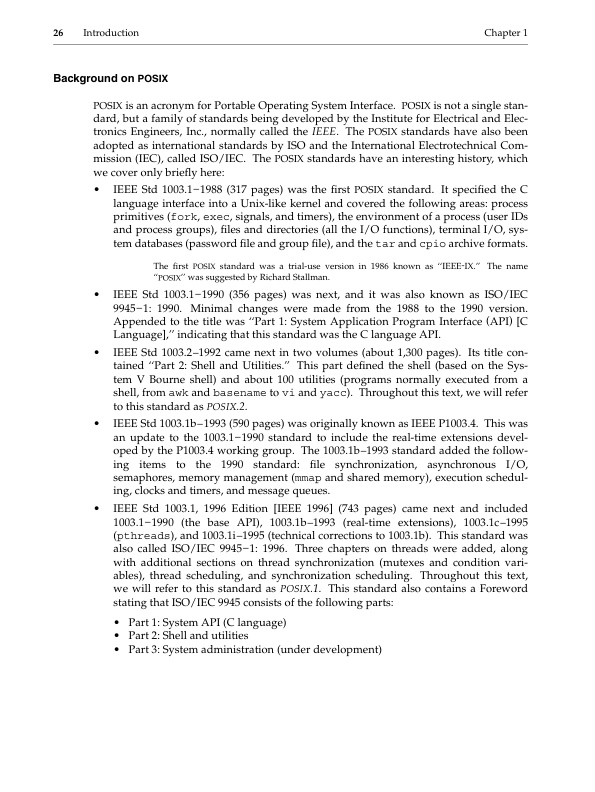 26 Introduction Chapter 1
Background on POSIX
POSIX is an acronym for Portable Operating System Interface. POSIX is not a single stan-
dard, but a family of standards being developed by the Institute for Electrical and Elec-
tronics Engineers, Inc., normally called the IEEE. The POSIX standards have also been
adopted as international standards by ISO and the International Electrotechnical Com-
mission (IEC), called ISO/IEC. The POSIX standards have an interesting history, which
we cover only briefly here:
• IEEE Std 1003.1−1988 (317 pages) was the first POSIX standard. It specified the C
language interface into a Unix-like kernel and covered the following areas: process
primitives (fork, exec, signals, and timers), the environment of a process (user IDs
and process groups), files and directories (all the I/O functions), terminal I/O, sys-
tem databases (password file and group file), and the tar and cpio archive formats.
The first POSIX standard was a trial-use version in 1986 known as “IEEE-IX.” The name
“POSIX” was suggested by Richard Stallman.
• IEEE Std 1003.1−1990 (356 pages) was next, and it was also known as ISO/IEC
9945−1: 1990. Minimal changes were made from the 1988 to the 1990 version.
Appended to the title was “Part 1: System Application Program Interface (API) [C
Language],” indicating that this standard was the C language API.
• IEEE Std 1003.2−1992 came next in two volumes (about 1,300 pages). Its title con-
tained “Part 2: Shell and Utilities.” This part defined the shell (based on the Sys-
tem V Bourne shell) and about 100 utilities (programs normally executed from a
shell, from awk and basename to vi and yacc). Throughout this text, we will refer
to this standard as POSIX.2.
• IEEE Std 1003.1b−1993 (590 pages) was originally known as IEEE P1003.4. This was
an update to the 1003.1−1990 standard to include the real-time extensions devel-
oped by the P1003.4 working group. The 1003.1b−1993 standard added the follow-
ing items to the 1990 standard: file synchronization, asynchronous I/O,
semaphores, memory management (mmap and shared memory), execution schedul-
ing, clocks and timers, and message queues.
• IEEE Std 1003.1, 1996 Edition [IEEE 1996] (743 pages) came next and included
1003.1−1990 (the base API), 1003.1b−1993 (real-time extensions), 1003.1c−1995
(pthreads), and 1003.1i−1995 (technical corrections to 1003.1b). This standard was
also called ISO/IEC 9945−1: 1996. Three chapters on threads were added, along
with additional sections on thread synchronization (mutexes and condition vari-
ables), thread scheduling, and synchronization scheduling. Throughout this text,
we will refer to this standard as POSIX.1. This standard also contains a Foreword
stating that ISO/IEC 9945 consists of the following parts:
• Part 1: System API (C language)
• Part 2: Shell and utilities
• Part 3: System administration (under development)